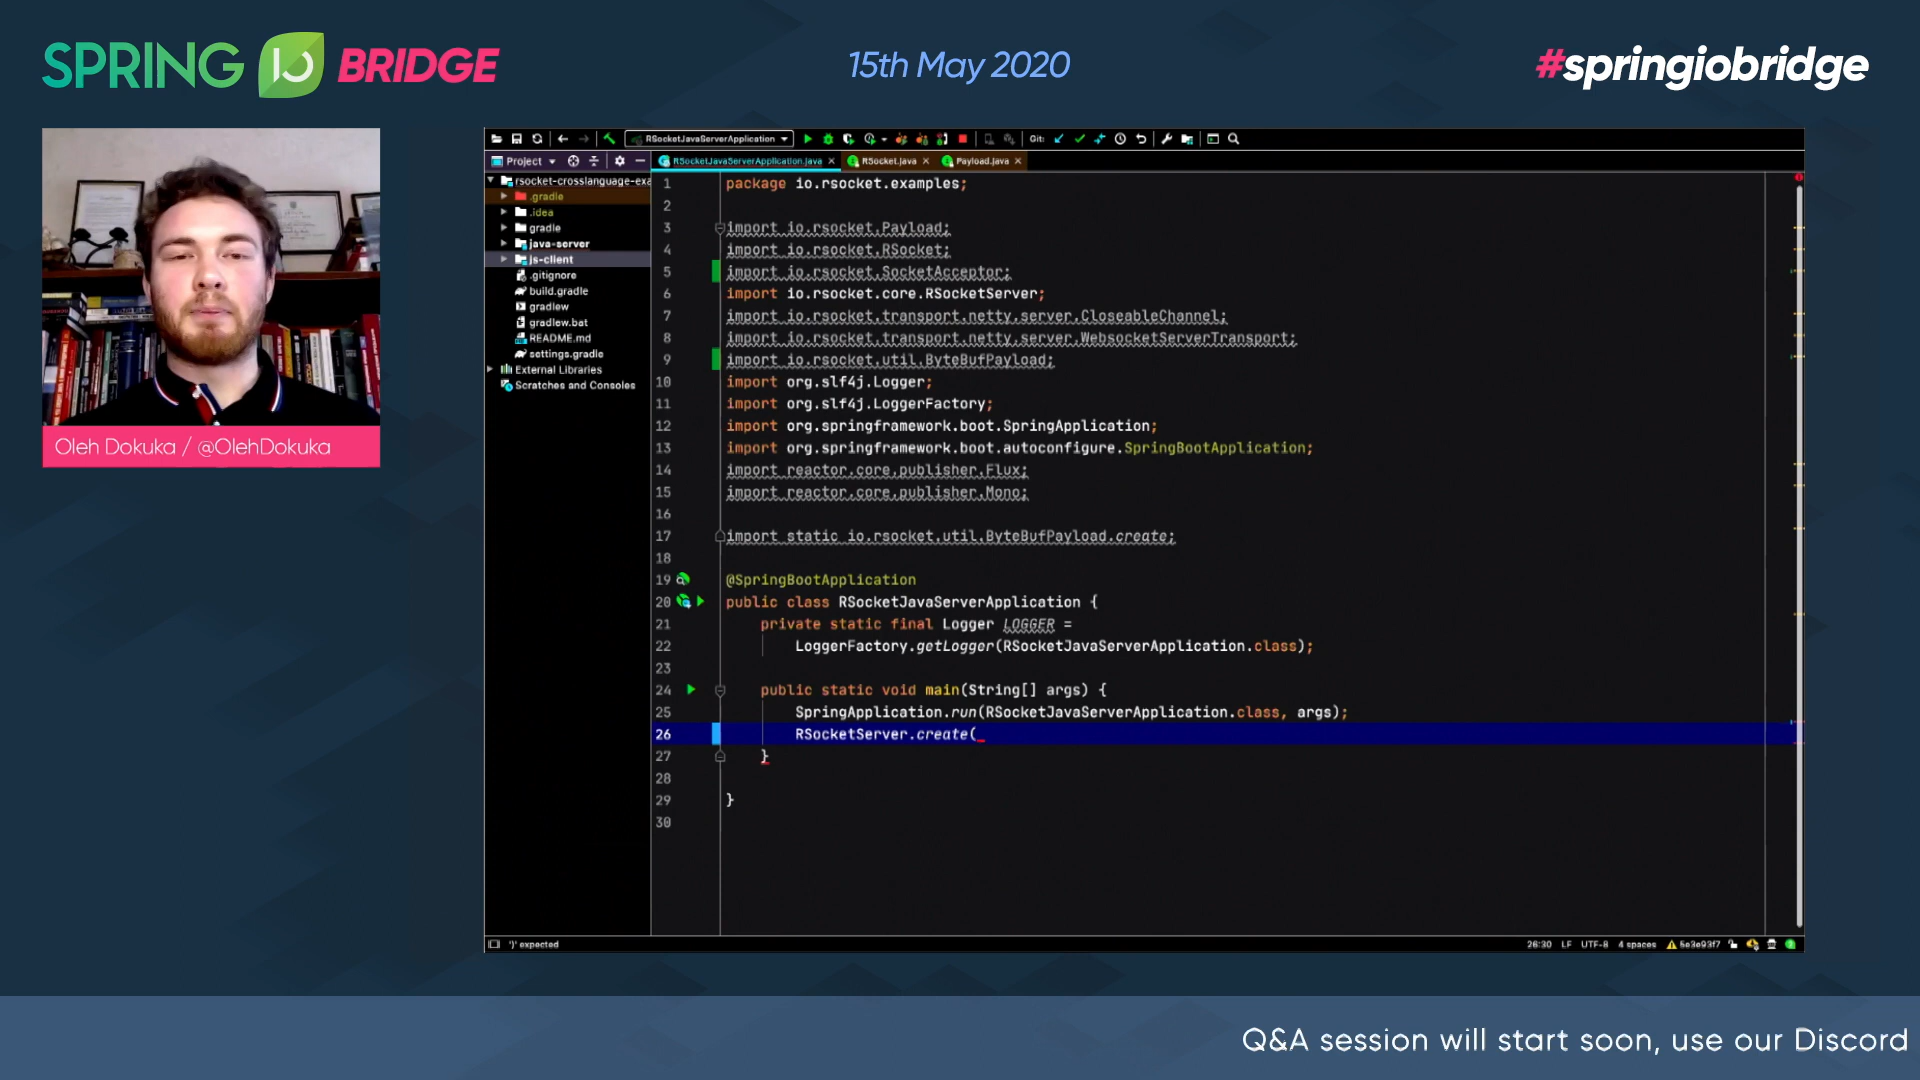 SPRING IO BRIDGE
15th May 2020
#springiobridge
Oleh Dokuka / @OlehDokuka
RSocketJavaServerApplication
Git:
Project
RSocketJavaServerApplication.java
RSocket.java
Payload.java
rsocket-crosslanguage-exa
.gradle
.idea
gradle
java-server
js-client
.gitignore
build.gradle
gradlew
gradlew.bat
README.md
settings.gradle
External Libraries
Scratches and Consoles
1 package io.rsocket.examples;
2
3 import io.rsocket.Payload;
4 import io.rsocket.RSocket;
5 import io.rsocket.SocketAcceptor;
6 import io.rsocket.core.RSocketServer;
7 import io.rsocket.transport.netty.server.CloseableChannel;
8 import io.rsocket.transport.netty.server.WebsocketServerTransport;
9 import io.rsocket.util.ByteBufPayload;
10 import org.slf4j.Logger;
11 import org.slf4j.LoggerFactory;
12 import org.springframework.boot.SpringApplication;
13 import org.springframework.boot.autoconfigure.SpringBootApplication;
14 import reactor.core.publisher.Flux;
15 import reactor.core.publisher.Mono;
16
17 import static io.rsocket.util.ByteBufPayload.create;
18
19 @SpringBootApplication
20 public class RSocketJavaServerApplication {
21 private static final Logger LOGGER =
22 LoggerFactory.getLogger(RSocketJavaServerApplication.class);
23
24 public static void main(String[] args) {
25 SpringApplication.run(RSocketJavaServerApplication.class, args);
26 RSocketServer.create(
27 }
28
29 }
30
')' expected
26:30 LF UTF-8 4 spaces 5e3e93f7
Q&A session will start soon, use our Discord